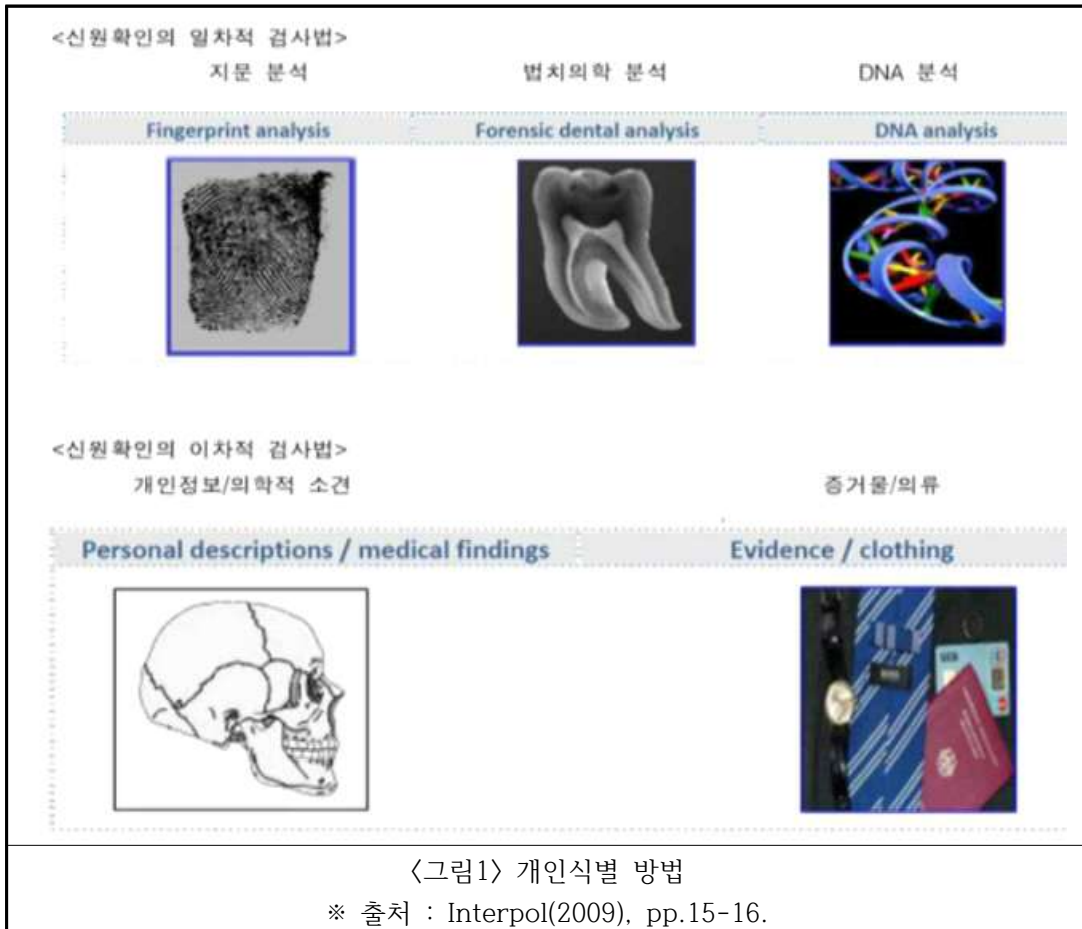 <신원확인의 일차적 검사법>
지문 분석 법치의학 분석 DNA 분석
Fingerprint analysis Forensic dental analysis DNA analysis
<신원확인의 이차적 검사법>
개인정보/의학적 소견 증거물/의류
Personal descriptions / medical findings Evidence / clothing
〈그림1〉 개인식별 방법
※ 출처 : Interpol(2009), pp.15-16.